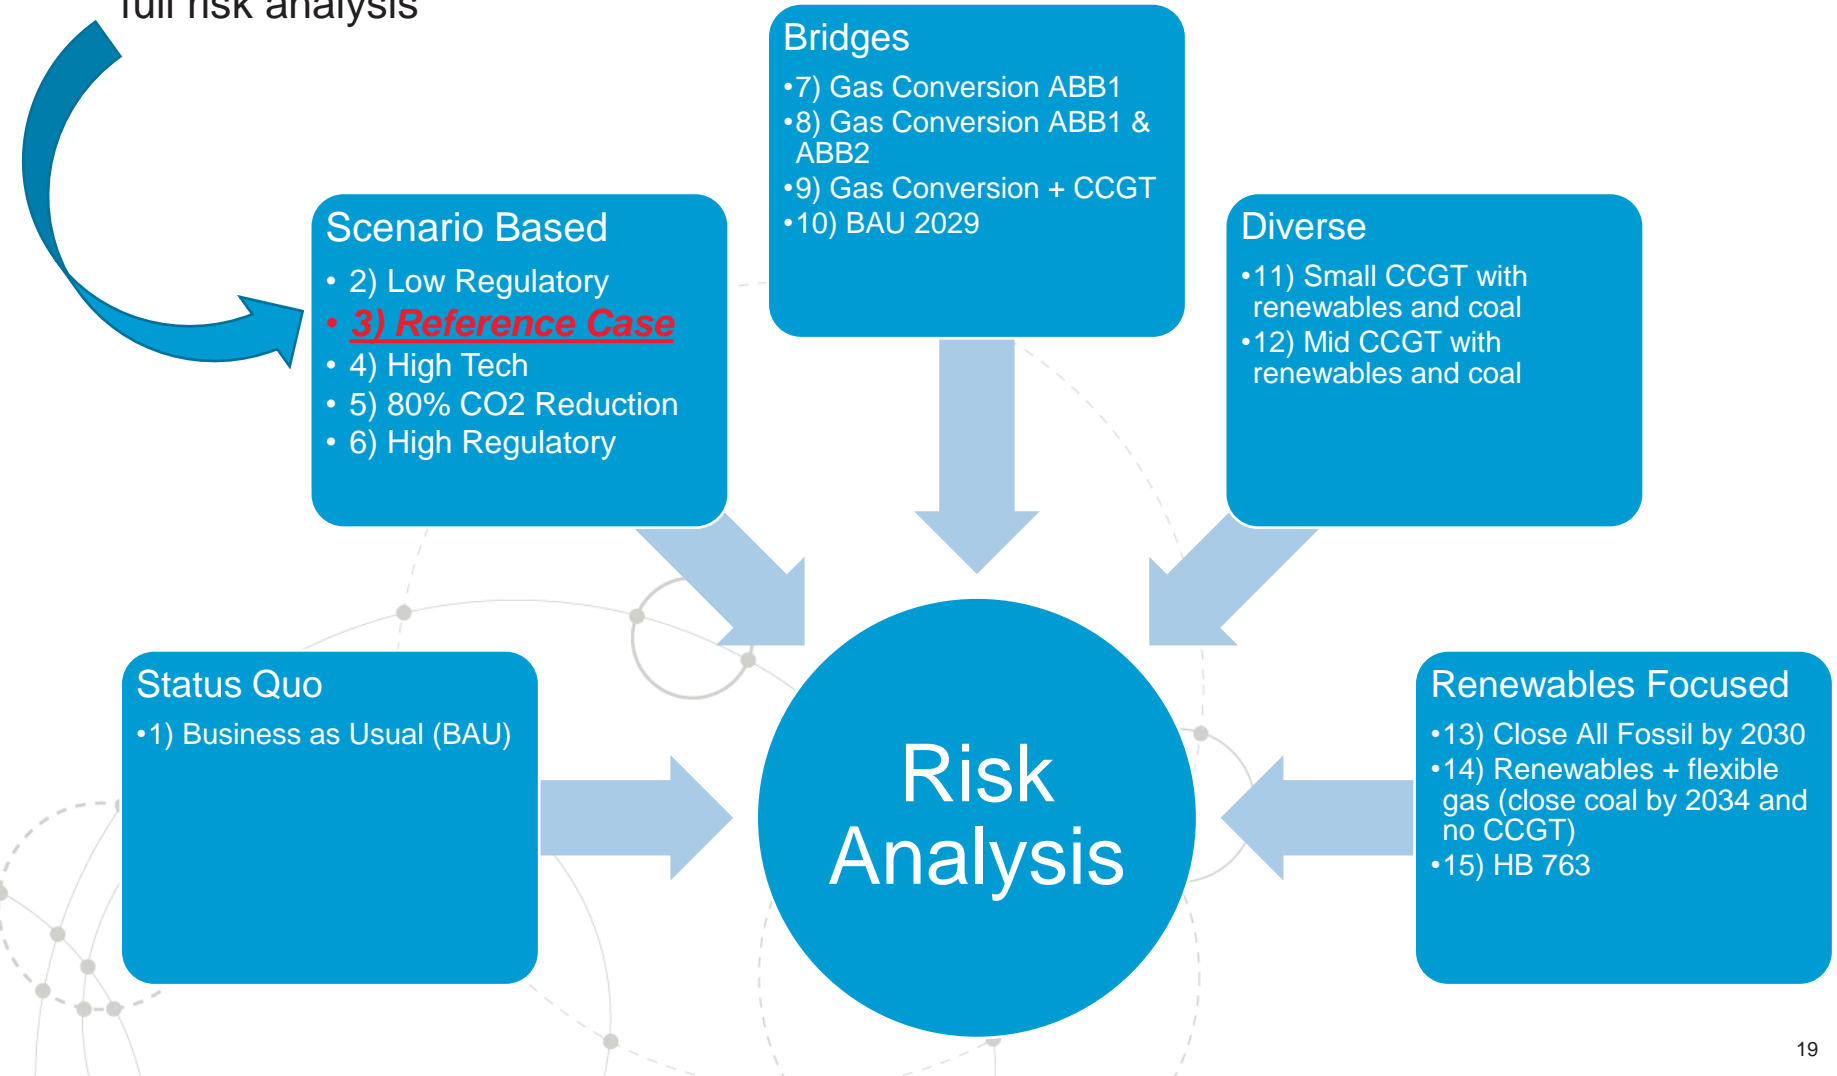 full risk analysis
Bridges
•7) Gas Conversion ABB1
•8) Gas Conversion ABB1 &
ABB2
•9) Gas Conversion + CCGT
•10) BAU 2029
Scenario Based
• 2) Low Regulatory
• 3) Reference Case
• 4) High Tech
• 5) 80% CO2 Reduction
• 6) High Regulatory
Diverse
•11) Small CCGT with
renewables and coal
•12) Mid CCGT with
renewables and coal
Status Quo
•1) Business as Usual (BAU)
Risk
Analysis
Renewables Focused
•13) Close All Fossil by 2030
•14) Renewables + flexible
gas (close coal by 2034 and
no CCGT)
•15) HB 763
19